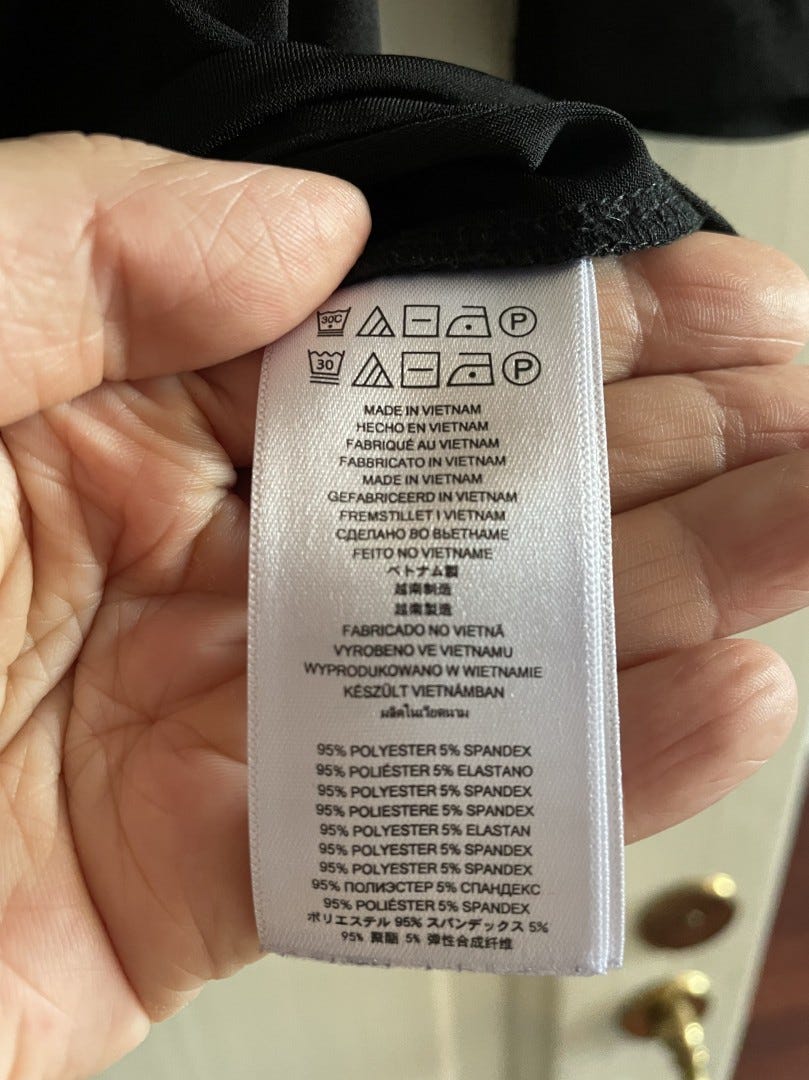 30C P
30 P
MADE IN VIETNAM
HECHO EN VIETNAM
FABRIQUÉ AU VIETNAM
FABBRICATO IN VIETNAM
MADE IN VIETNAM
GEFABRICEERD IN VIETNAM
FREMSTILLET I VIETNAM
СДЕЛАНО ВО ВЬЕТНАМЕ
FEITO NO VIETNAME
ベトナム製
越南制造
越南製造
FABRICADO NO VIETNÃ
VYROBENO VE VIETNAMU
WYPRODUKOWANO W WIETNAMIE
KÉSZÜLT VIETNÁMBAN
ผลิตในเวียดนาม
95% POLYESTER 5% SPANDEX
95% POLIÉSTER 5% ELASTANO
95% POLYESTER 5% SPANDEX
95% POLIESTERE 5% SPANDEX
95% POLYESTER 5% ELASTAN
95% POLYESTER 5% SPANDEX
95% POLYESTER 5% SPANDEX
95% ПОЛИЭСТЕР 5% СПАНДЕКС
95% POLIÉSTER 5% SPANDEX
ポリエステル 95% スパンデックス 5%
95% 聚酯 5% 弹性合成纤维